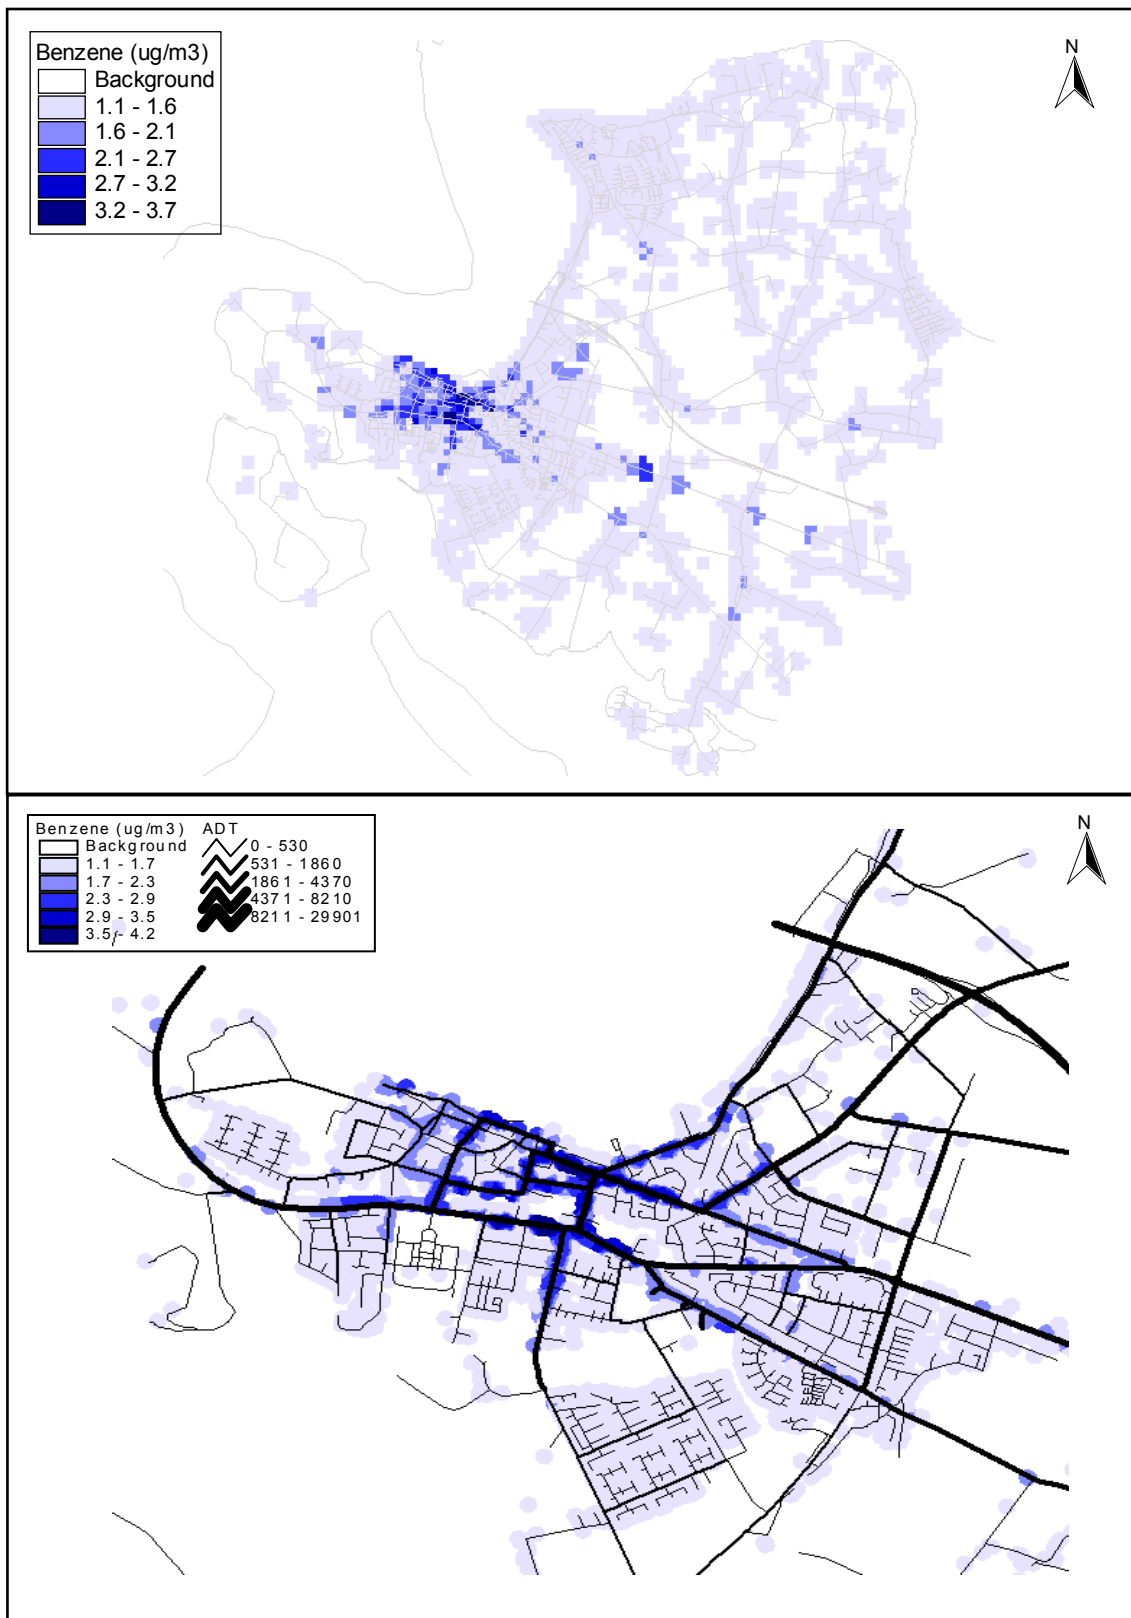 Benzene (ug/m3)
Background
1.1 - 1.6
1.6 - 2.1
2.1 - 2.7
2.7 - 3.2
3.2 - 3.7
N
Benzene (ug/m3) ADT
Background 0 - 530
1.1 - 1.7 531 - 1860
1.7 - 2.3 1861 - 4370
2.3 - 2.9 4371 - 8210
2.9 - 3.5 8211 - 29901
3.5 - 4.2
N